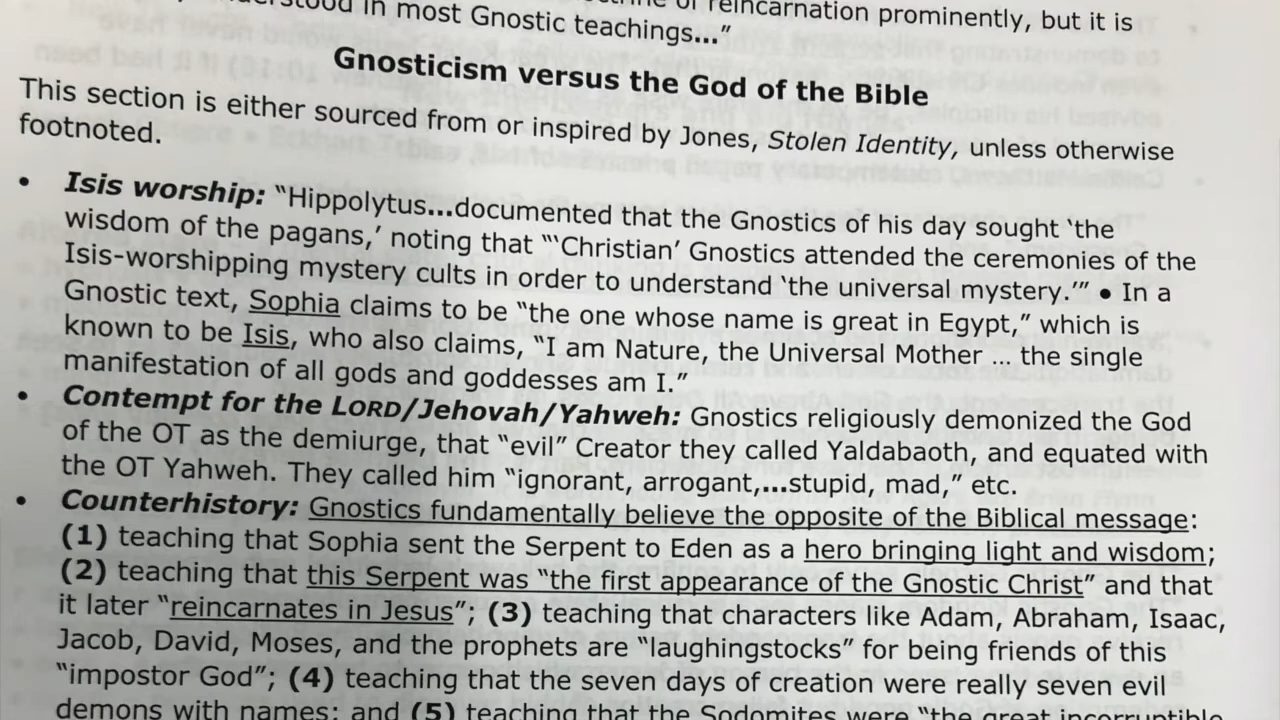 of reincarnation prominently, but it is
in most Gnostic teachings...”
Gnosticism versus the God of the Bible
This section is either sourced from or inspired by Jones, Stolen Identity, unless otherwise
footnoted.
• Isis worship: “Hippolytus...documented that the Gnostics of his day sought ‘the
wisdom of the pagans,’ noting that “‘Christian’ Gnostics attended the ceremonies of the
Isis-worshipping mystery cults in order to understand ‘the universal mystery.’” • In a
Gnostic text, Sophia claims to be “the one whose name is great in Egypt,” which is
known to be Isis, who also claims, “I am Nature, the Universal Mother ... the single
manifestation of all gods and goddesses am I.”
• Contempt for the LORD/Jehovah/Yahweh: Gnostics religiously demonized the God
of the OT as the demiurge, that “evil” Creator they called Yaldabaoth, and equated with
the OT Yahweh. They called him “ignorant, arrogant,...stupid, mad,” etc.
• Counterhistory: Gnostics fundamentally believe the opposite of the Biblical message:
(1) teaching that Sophia sent the Serpent to Eden as a hero bringing light and wisdom;
(2) teaching that this Serpent was “the first appearance of the Gnostic Christ” and that
it later “reincarnates in Jesus”; (3) teaching that characters like Adam, Abraham, Isaac,
Jacob, David, Moses, and the prophets are “laughingstocks” for being friends of this
“impostor God”; (4) teaching that the seven days of creation were really seven evil
demons with names; and (5) teaching that the Sodomites were “the great incorruptible